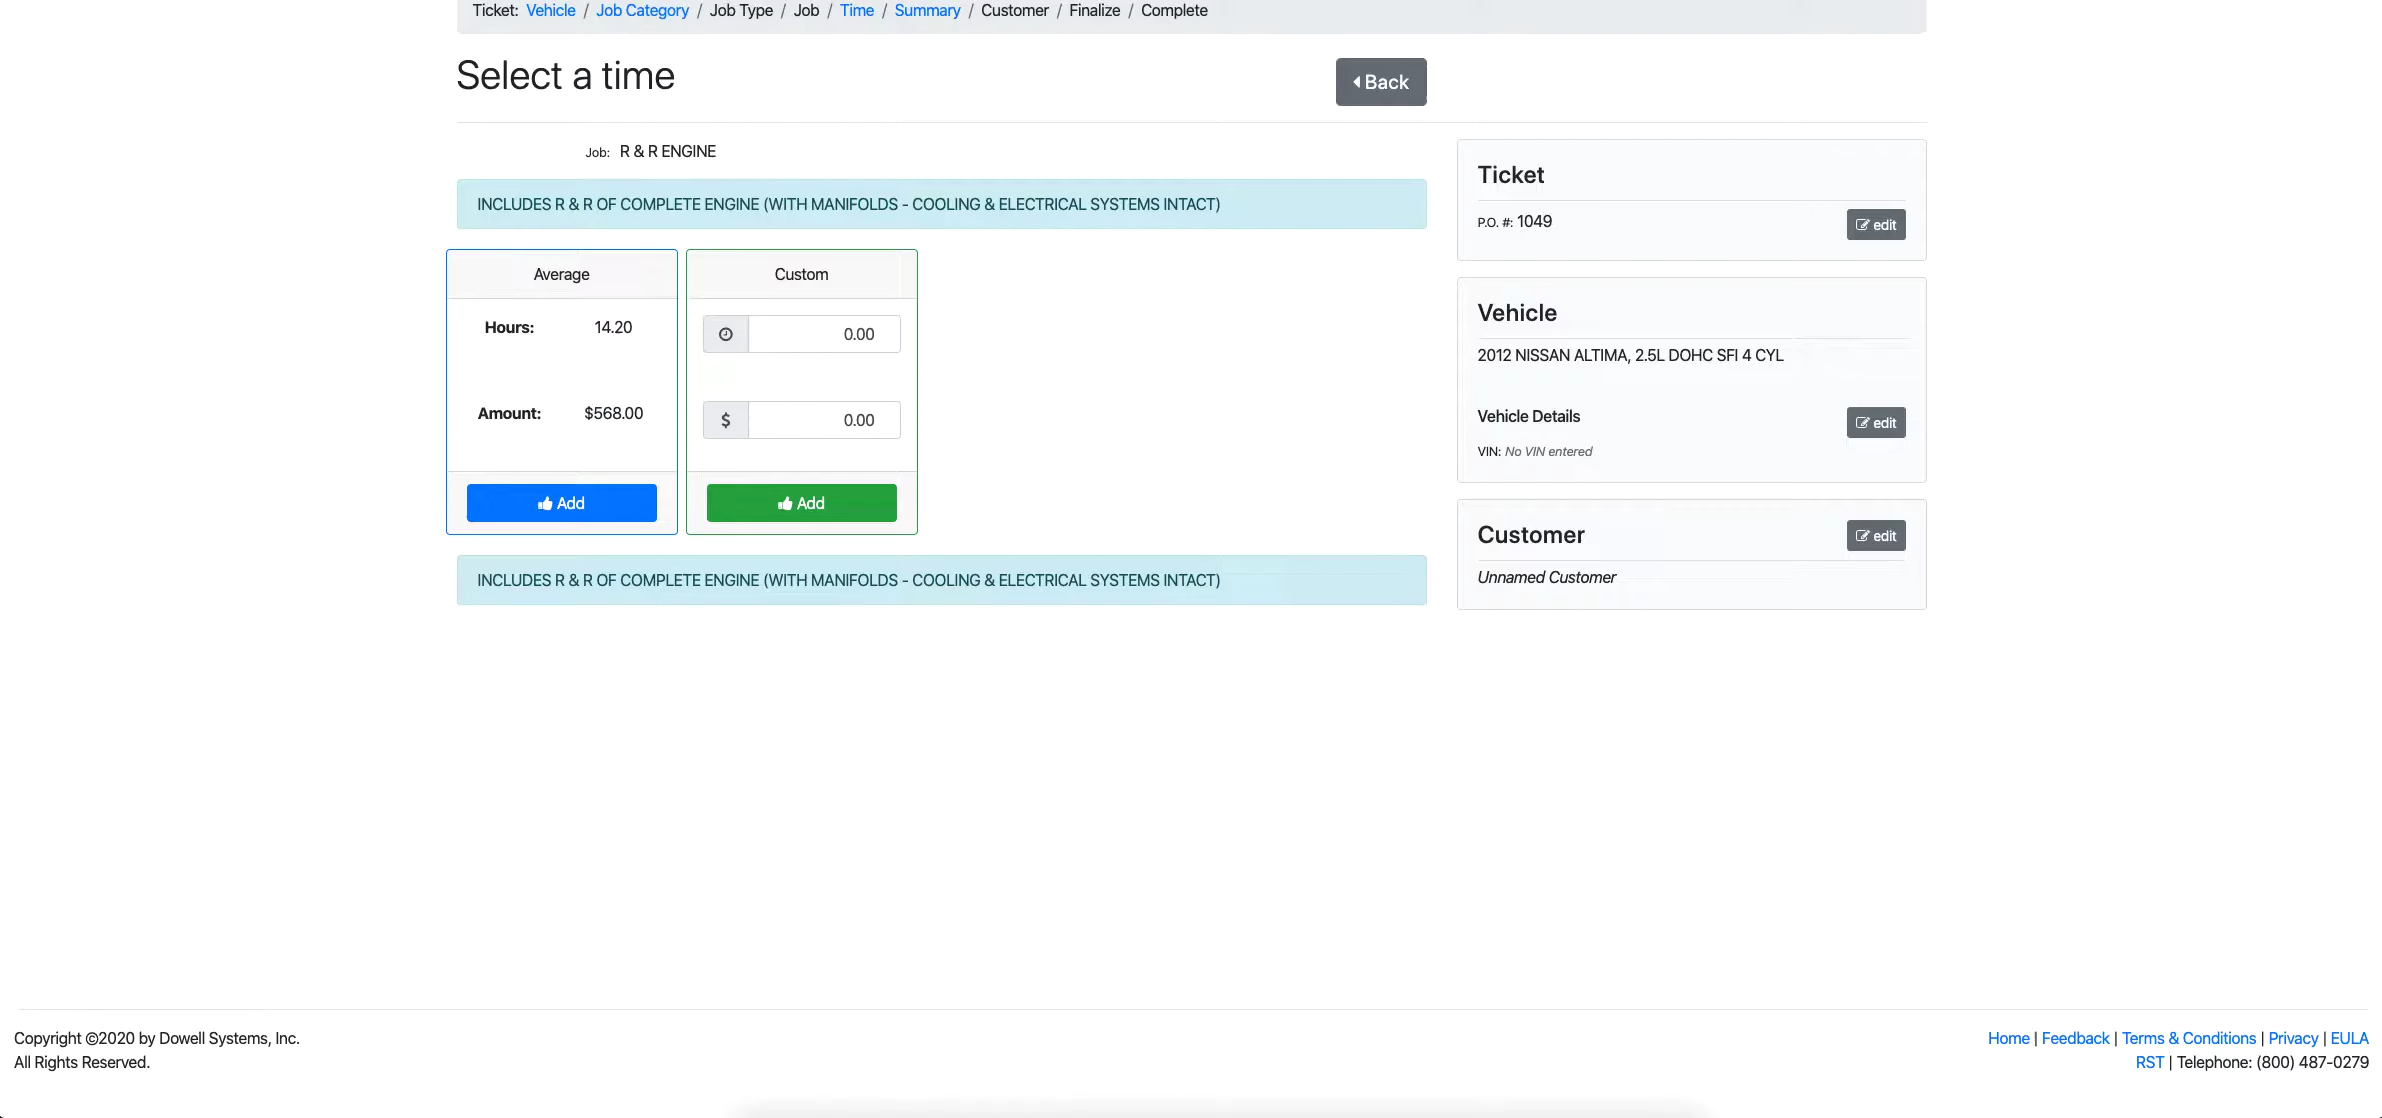 Ticket: Vehicle / Job Category / Job Type / Job / Time / Summary / Customer / Finalize / Complete
Select a time
Back
Job: R & R ENGINE
INCLUDES R & R OF COMPLETE ENGINE (WITH MANIFOLDS - COOLING & ELECTRICAL SYSTEMS INTACT)
Average
Hours: 14.20
Amount: $568.00
Add
Custom
0.00
$ 0.00
Add
INCLUDES R & R OF COMPLETE ENGINE (WITH MANIFOLDS - COOLING & ELECTRICAL SYSTEMS INTACT)
Ticket
P.O. #: 1049
edit
Vehicle
2012 NISSAN ALTIMA, 2.5L DOHC SFI 4 CYL
Vehicle Details
edit
VIN: No VIN entered
Customer
edit
Unnamed Customer
Copyright ©2020 by Dowell Systems, Inc.
All Rights Reserved.
Home | Feedback | Terms & Conditions | Privacy | EULA
RST | Telephone: (800) 487-0279